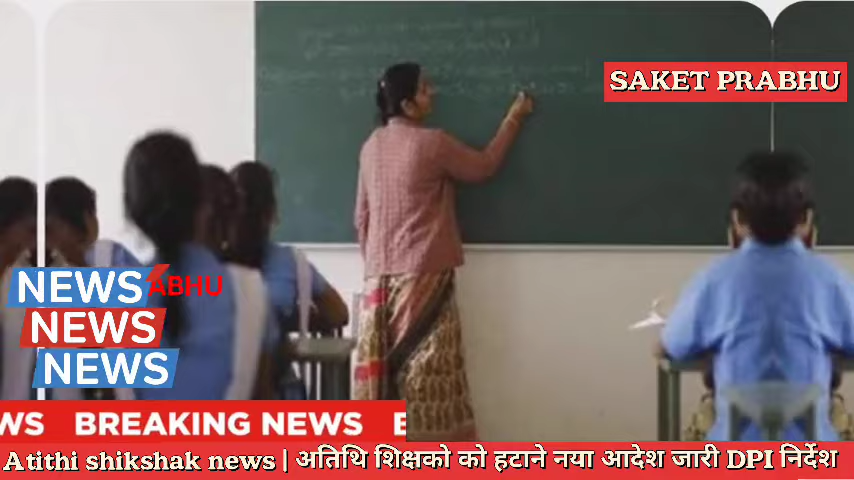 SAKET PRABHU
NEWS ABHU
NEWS
NEWS
WS BREAKING NEWS
Atithi shikshak news | अतिथि शिक्षको को हटाने नया आदेश जारी DPI निर्देश